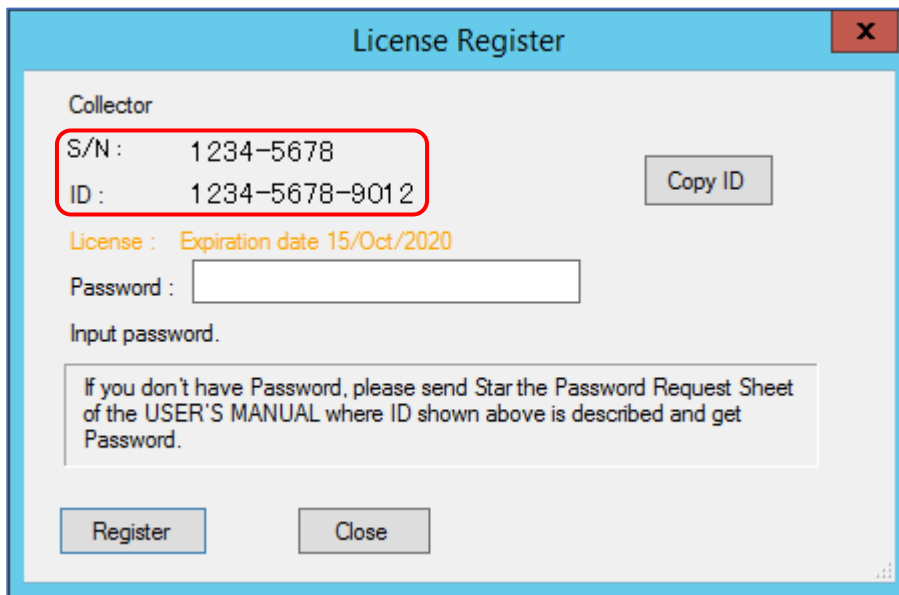 License Register
x
Collector
S/N : 1234-5678
ID : 1234-5678-9012
Copy ID
License : Expiration date 15/Oct/2020
Password :
Input password.
If you don't have Password, please send Star the Password Request Sheet
of the USER'S MANUAL where ID shown above is described and get
Password.
Register
Close